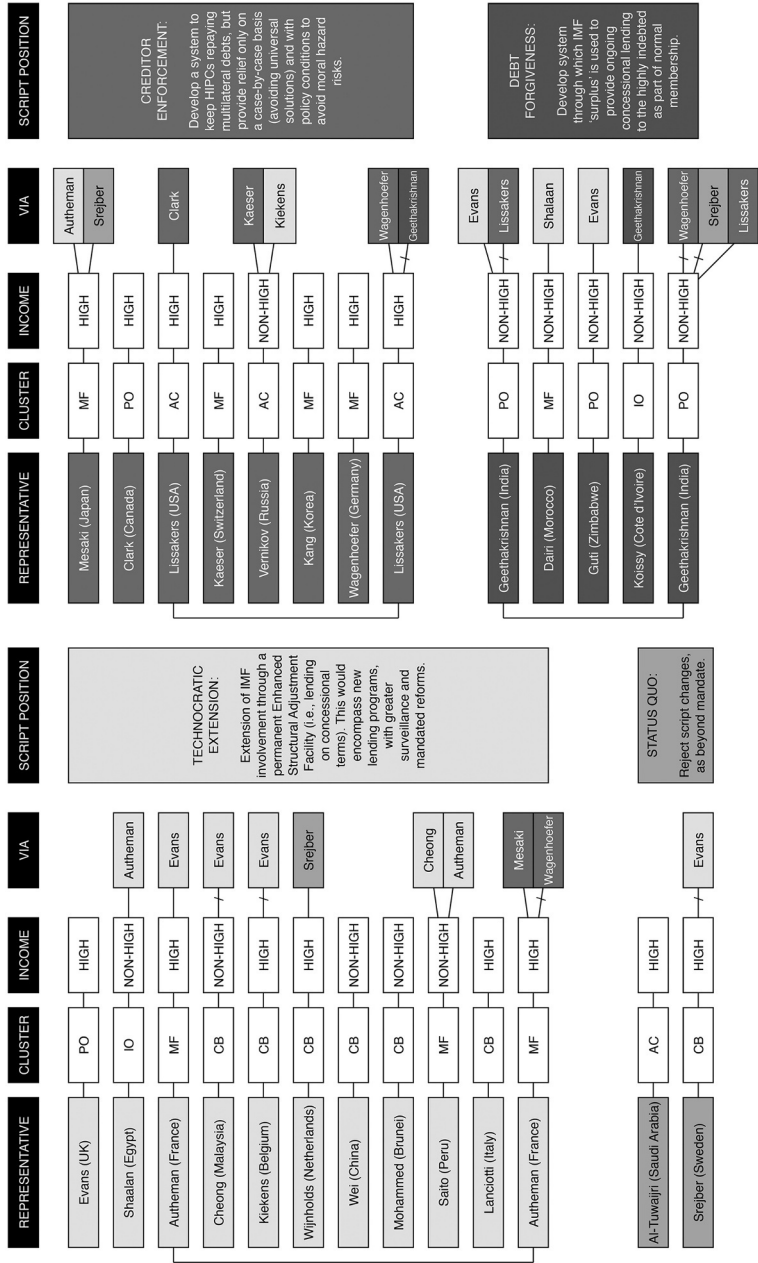 REPRESENTATIVE
CLUSTER
INCOME
VIA
SCRIPT POSITION
Evans (UK)
PO
HIGH
Shaalan (Egypt)
IO
NON-HIGH
Autheman
Autheman (France)
MF
HIGH
Evans
Cheong (Malaysia)
CB
NON-HIGH
Evans
Kiekens (Belgium)
CB
HIGH
Evans
Wijnholds (Netherlands)
CB
HIGH
Srejber
Wei (China)
CB
NON-HIGH
Mohammed (Brunei)
CB
NON-HIGH
Saito (Peru)
MF
NON-HIGH
Cheong
Autheman
Lanciotti (Italy)
CB
HIGH
Autheman (France)
MF
HIGH
Mesaki
Wagenhoefer
TECHNOCRATIC
EXTENSION:
Extension of IMF
involvement through a
permanent Enhanced
Structural Adjustment
Facility (i.e., lending
on concessional
terms). This would
encompass new
lending programs,
with greater
surveillance and
mandated reforms.
Al-Tuwaijri (Saudi Arabia)
AC
HIGH
Srejber (Sweden)
CB
HIGH
Evans
STATUS QUO:
Reject script changes,
as beyond mandate.
REPRESENTATIVE
CLUSTER
INCOME
VIA
SCRIPT POSITION
Mesaki (Japan)
MF
HIGH
Autheman
Srejber
Clark (Canada)
PO
HIGH
Lissakers (USA)
AC
HIGH
Clark
Kaeser (Switzerland)
MF
HIGH
Vernikov (Russia)
AC
NON-HIGH
Kaeser
Kiekens
Kang (Korea)
MF
HIGH
Wagenhoefer (Germany)
MF
HIGH
Lissakers (USA)
AC
HIGH
Wagenhoefer
Geethakrishnan
CREDITOR
ENFORCEMENT:
Develop a system to
keep HIPCs repaying
multilateral debts, but
provide relief only on
a case-by-case basis
(avoiding universal
solutions) and with
policy conditions to
avoid moral hazard
risks.
Geethakrishnan (India)
PO
NON-HIGH
Evans
Lissakers
Dairi (Morocco)
MF
NON-HIGH
Shalaan
Guti (Zimbabwe)
PO
NON-HIGH
Evans
Koissy (Cote d'Ivoire)
IO
NON-HIGH
Geethakrishnan
Geethakrishnan (India)
PO
NON-HIGH
Wagenhoefer
Srejber
Lissakers
DEBT
FORGIVENESS:
Develop system
through which IMF
'surplus' is used to
provide ongoing
concessional lending
to the highly indebted
as part of normal
membership.